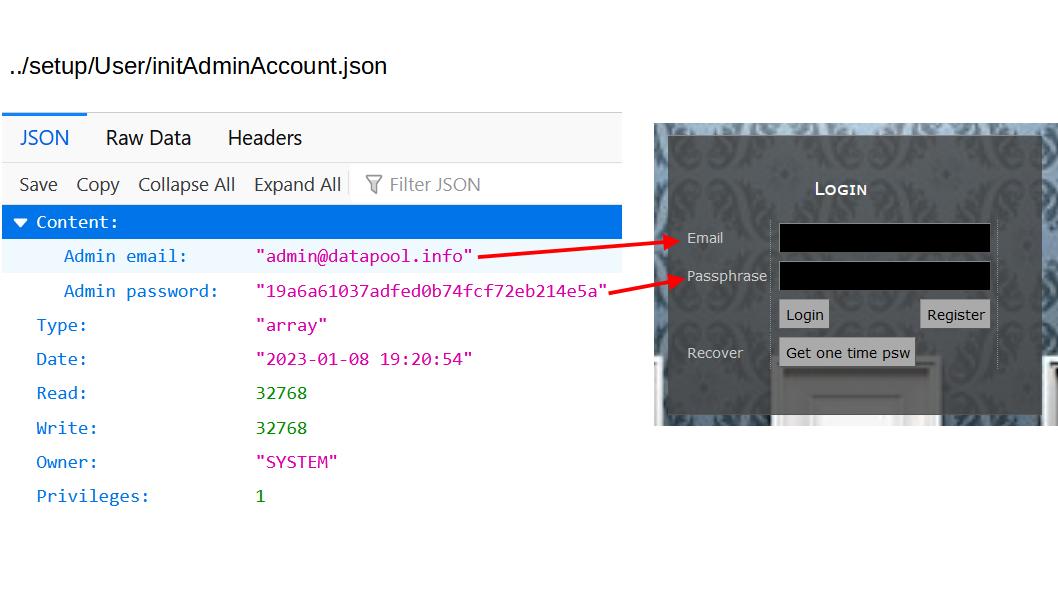 ../setup/User/initAdminAccount.json
JSON Raw Data Headers
Save Copy Collapse All Expand All Filter JSON
Content:
Admin email: "admin@datapool.info"
Admin password: "19a6a61037adfed0b74fcf72eb214e5a"
Type: "array"
Date: "2023-01-08 19:20:54"
Read: 32768
Write: 32768
Owner: "SYSTEM"
Privileges: 1
Login
Email
Passphrase
Login Register
Recover Get one time psw